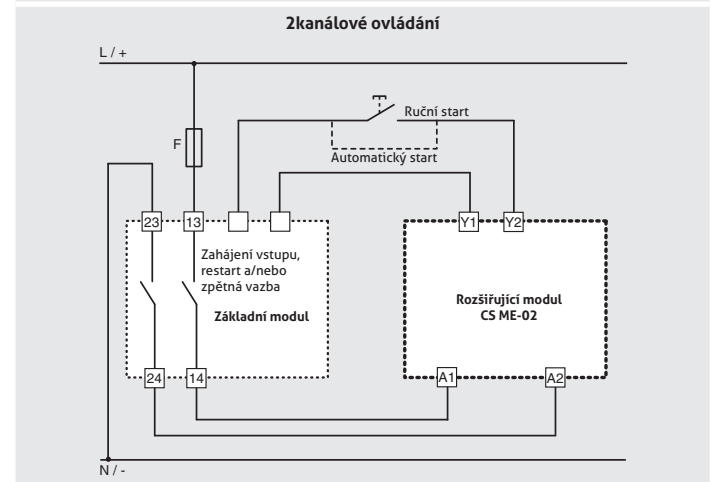 2kanálové ovládání
L / +
Ruční start
F
Automatický start
23
13
Y1
Y2
Zahájení vstupu,
restart a/nebo
zpětná vazba
Základní modul
Rozšiřující modul
CS ME-02
24
14
A1
A2
N / -